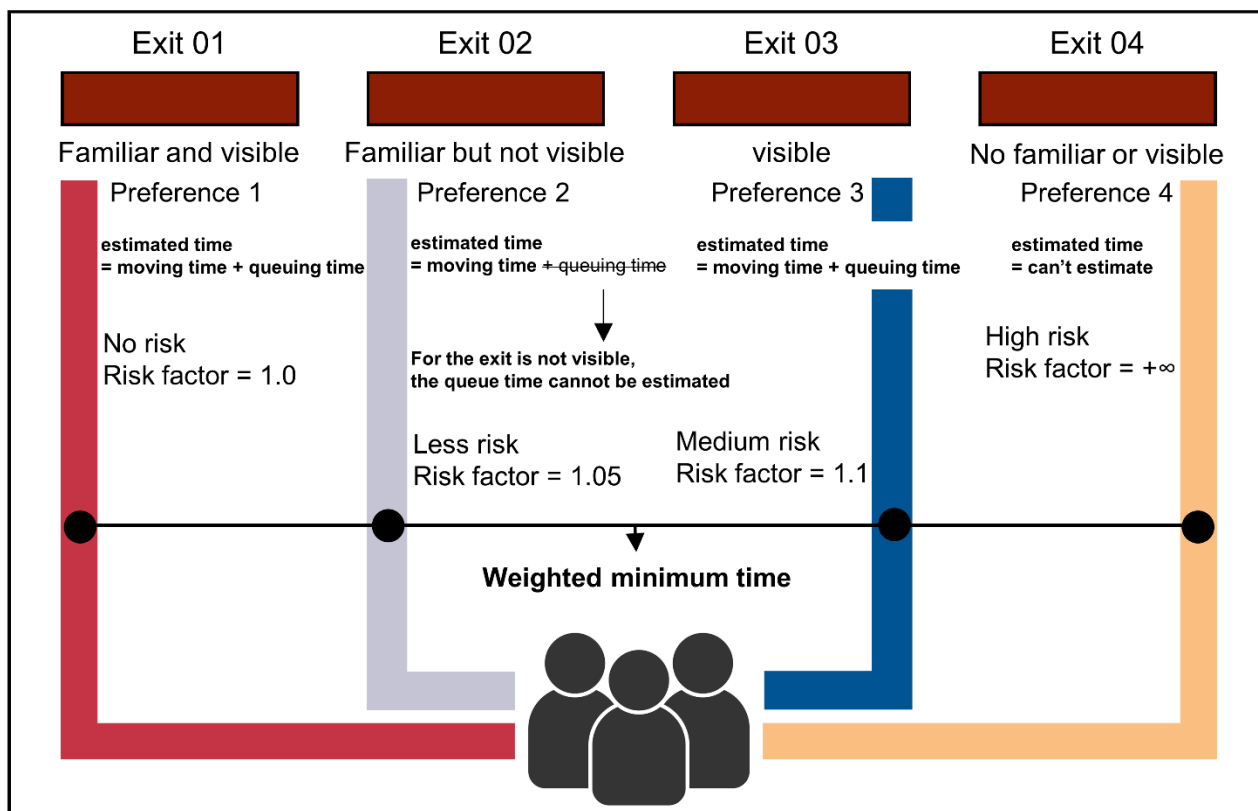 Exit 01
Exit 02
Exit 03
Exit 04
Familiar and visible
Familiar but not visible
visible
No familiar or visible
Preference 1
Preference 2
Preference 3
Preference 4
estimated time
= moving time + queuing time
estimated time
= moving time + queuing time
estimated time
= moving time + queuing time
estimated time
= can't estimate
No risk
Risk factor = 1.0
For the exit is not visible,
the queue time cannot be estimated
High risk
Risk factor = +∞
Less risk
Risk factor = 1.05
Medium risk
Risk factor = 1.1
Weighted minimum time